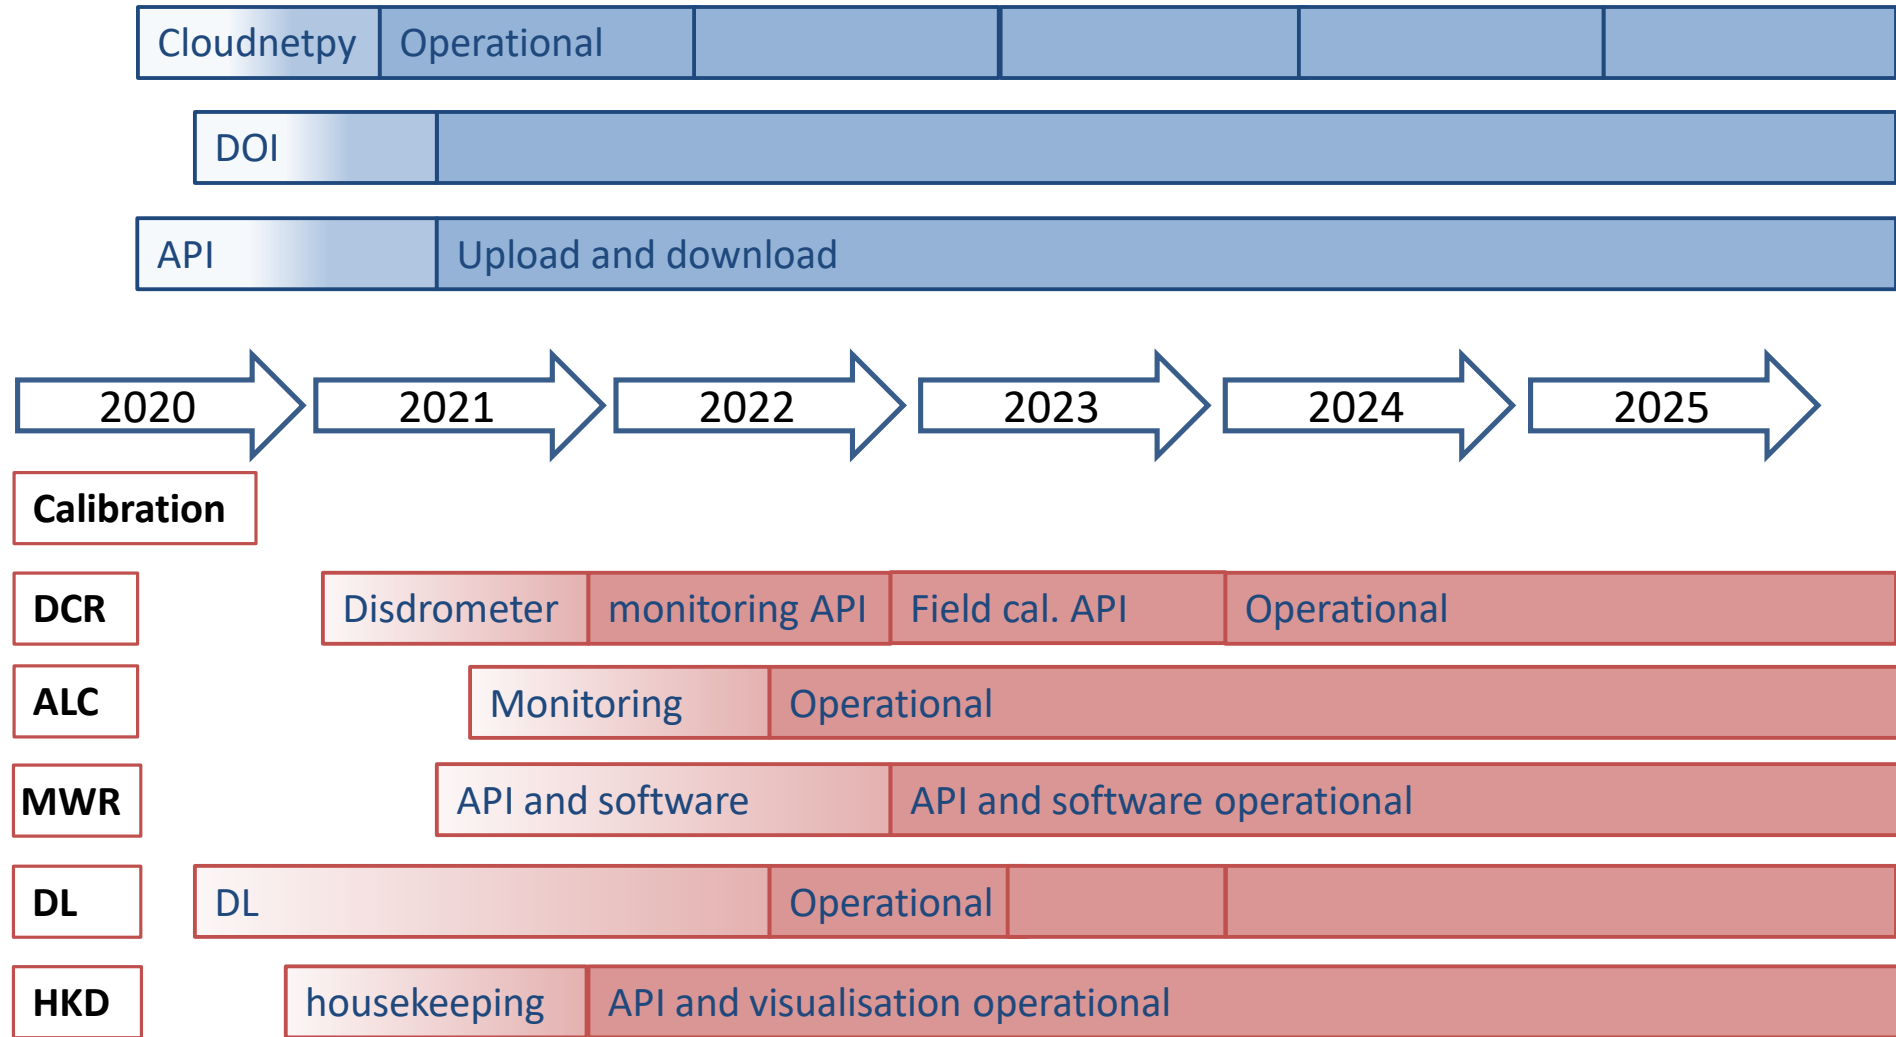 Cloudnetpy Operational
DOI
API Upload and download
2020 2021 2022 2023 2024 2025
Calibration
DCR Disdrometer monitoring API Field cal. API Operational
ALC Monitoring Operational
MWR API and software API and software operational
DL DL Operational
HKD housekeeping API and visualisation operational